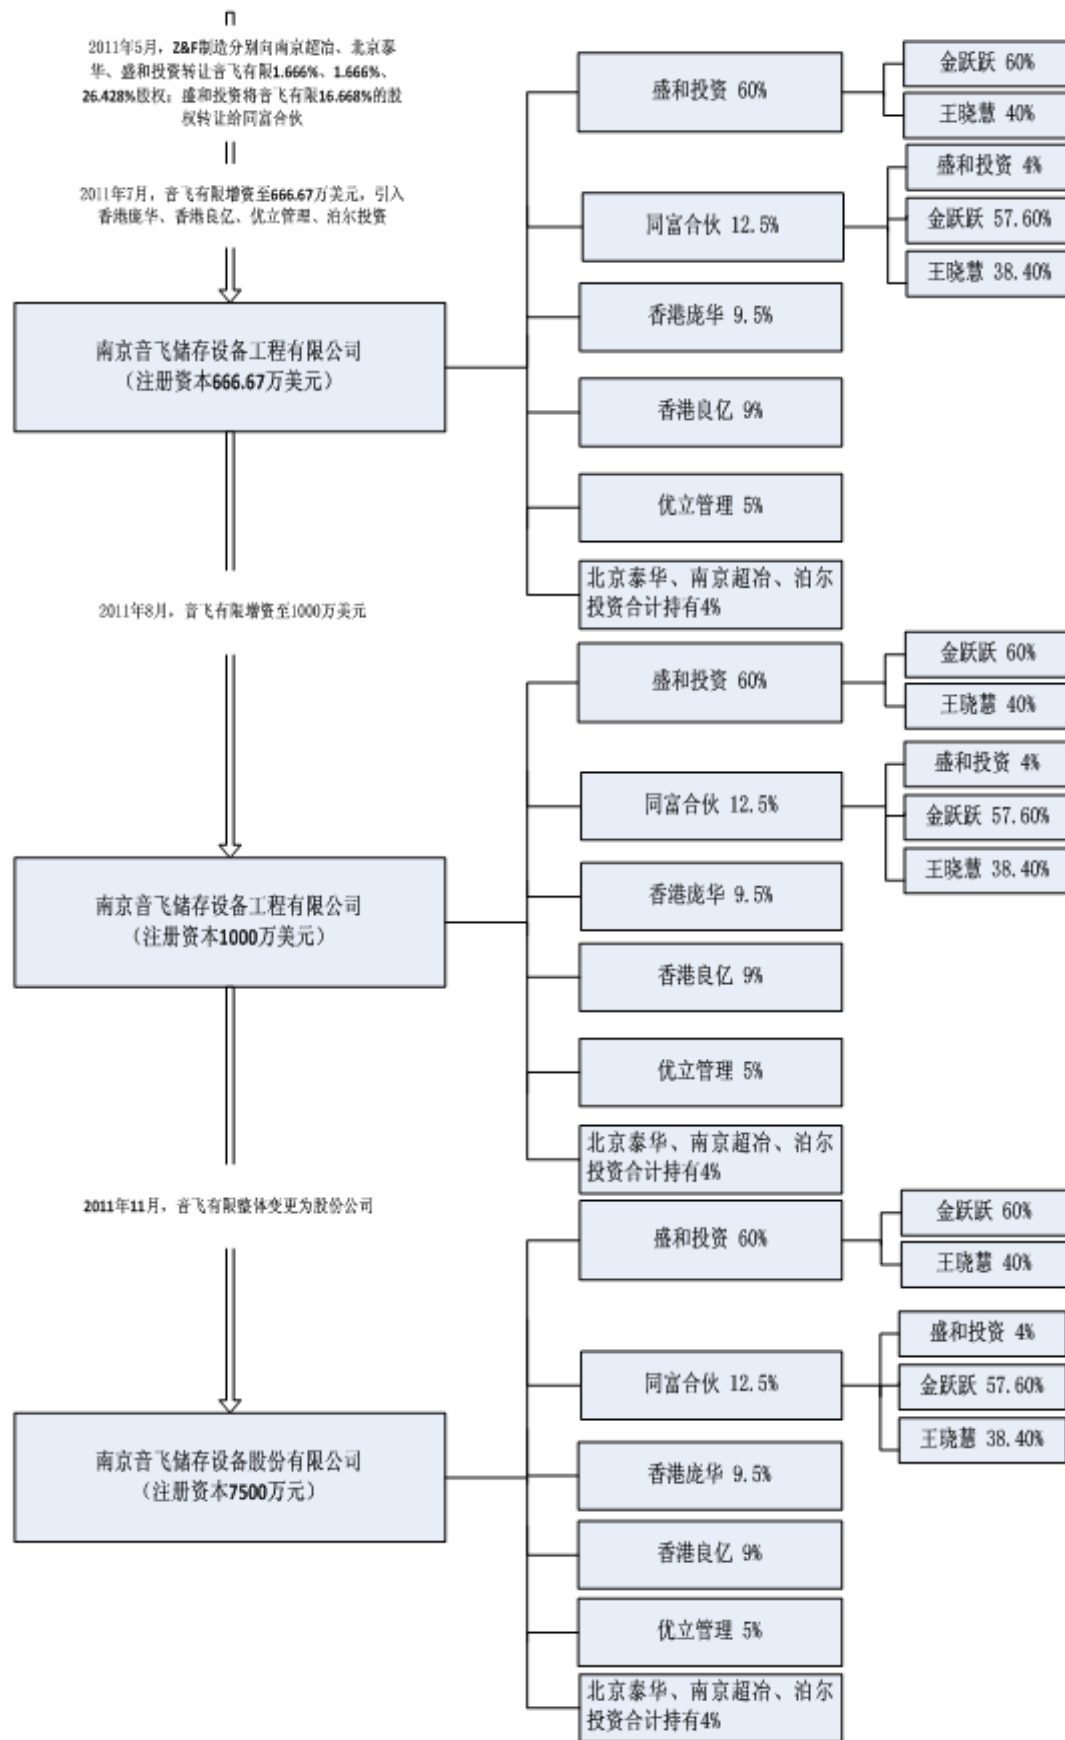 2011年5月，Z&F制造分别向南京超冶、北京泰
华、盛和投资转让音飞有限1.666%、1.666%、
26.428%股权；盛和投资将音飞有限16.668%的股
权转让给同富合伙
2011年7月，音飞有限增资至666.67万美元，引入
香港庞华、香港良亿、优立管理、泊尔投资
南京音飞储存设备工程有限公司
（注册资本666.67万美元）
盛和投资 60%
金跃跃 60%
王晓慧 40%
同富合伙 12.5%
盛和投资 4%
金跃跃 57.60%
王晓慧 38.40%
香港庞华 9.5%
香港良亿 9%
优立管理 5%
北京泰华、南京超冶、泊尔
投资合计持有4%
2011年8月，音飞有限增资至1000万美元
南京音飞储存设备工程有限公司
（注册资本1000万美元）
盛和投资 60%
金跃跃 60%
王晓慧 40%
同富合伙 12.5%
盛和投资 4%
金跃跃 57.60%
王晓慧 38.40%
香港庞华 9.5%
香港良亿 9%
优立管理 5%
北京泰华、南京超冶、泊尔
投资合计持有4%
2011年11月，音飞有限整体变更为股份公司
南京音飞储存设备股份有限公司
（注册资本7500万元）
盛和投资 60%
金跃跃 60%
王晓慧 40%
同富合伙 12.5%
盛和投资 4%
金跃跃 57.60%
王晓慧 38.40%
香港庞华 9.5%
香港良亿 9%
优立管理 5%
北京泰华、南京超冶、泊尔
投资合计持有4%